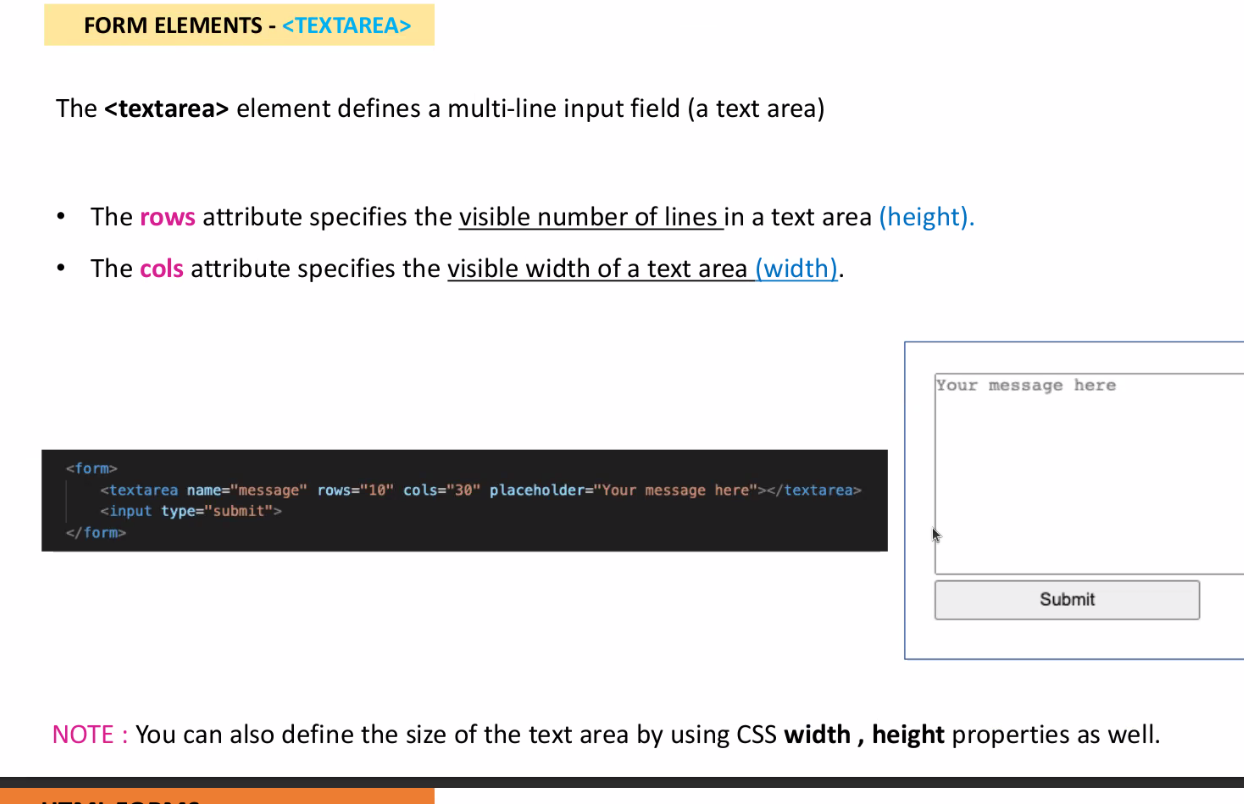 FORM ELEMENTS - <TEXTAREA>
The <textarea> element defines a multi-line input field (a text area)
• The rows attribute specifies the visible number of lines in a text area (height).
• The cols attribute specifies the visible width of a text area (width).
Your message here
<form>
<textarea name="message" rows="10" cols="30" placeholder="Your message here"></textarea>
<input type="submit">
</form>
Submit
NOTE : You can also define the size of the text area by using CSS width , height properties as well.
HTML FORMS